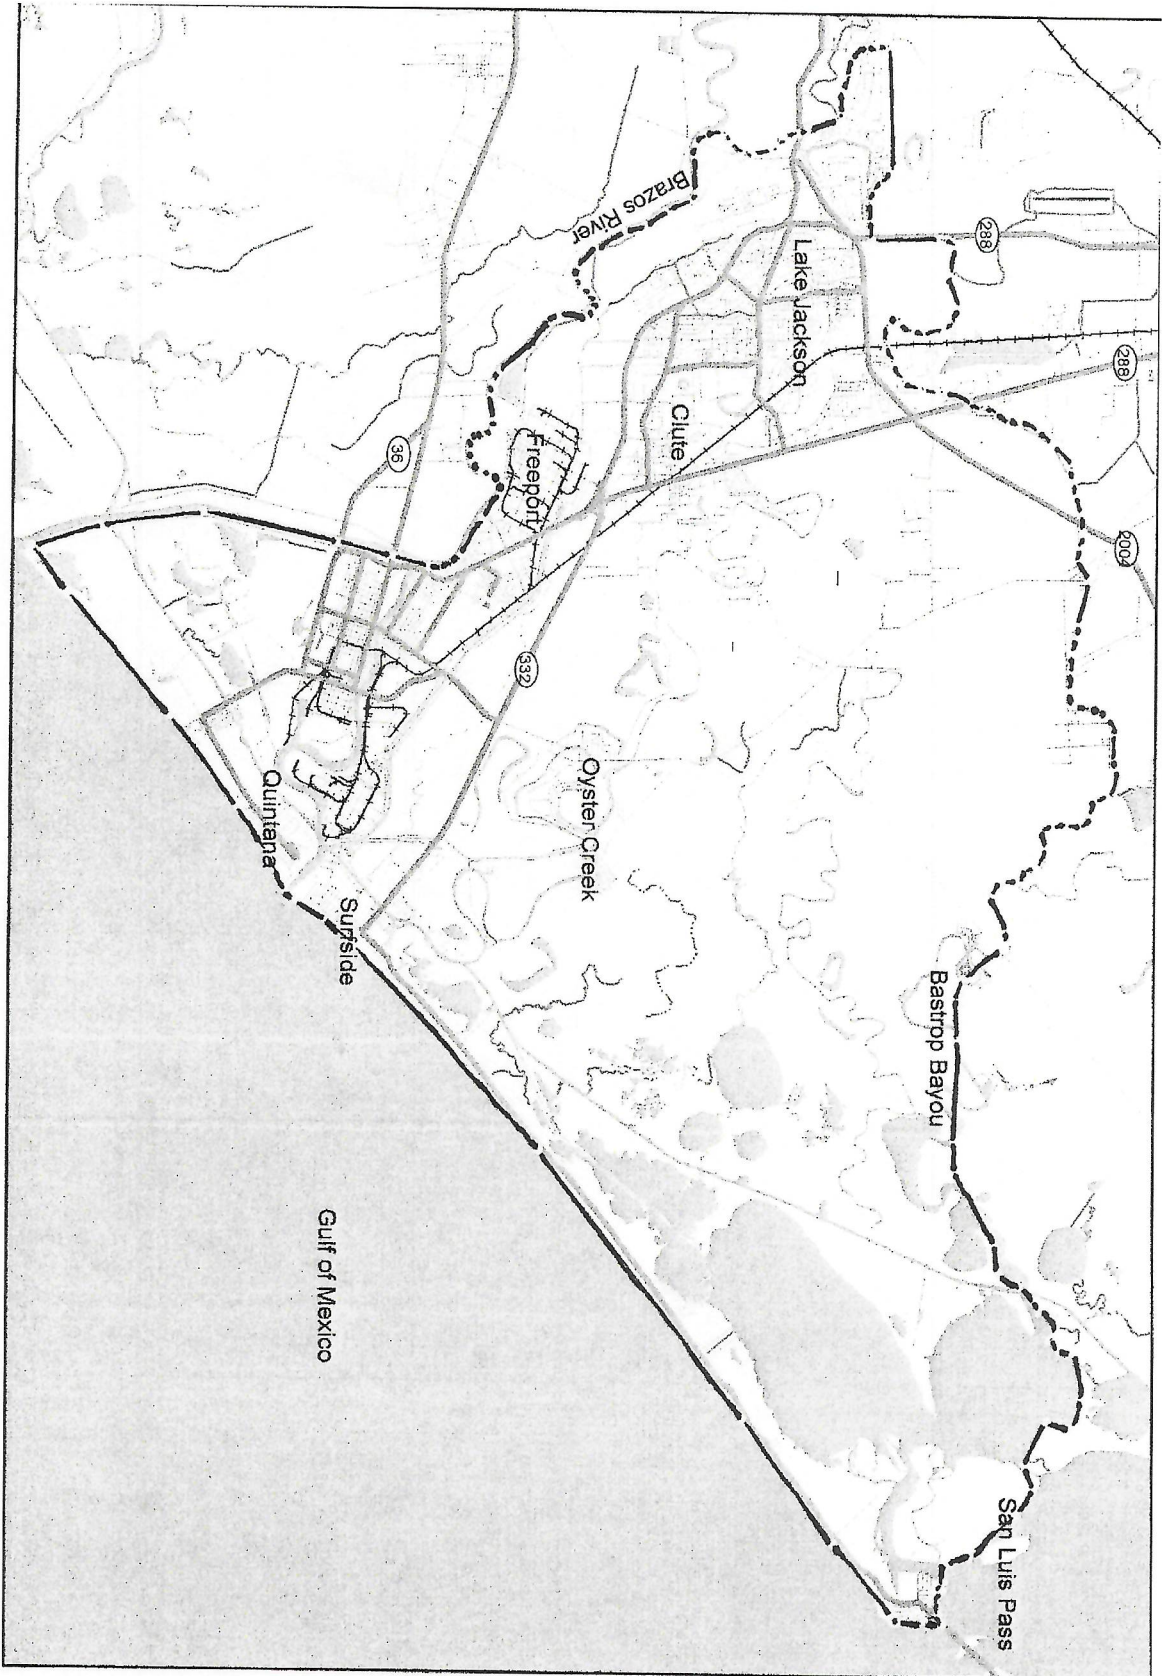 288
Lake Jackson
288
Brazos River
Clute
2004
Freeport
36
332
Oyster Creek
Quintana
Surfside
Bastrop Bayou
Gulf of Mexico
San Luis Pass